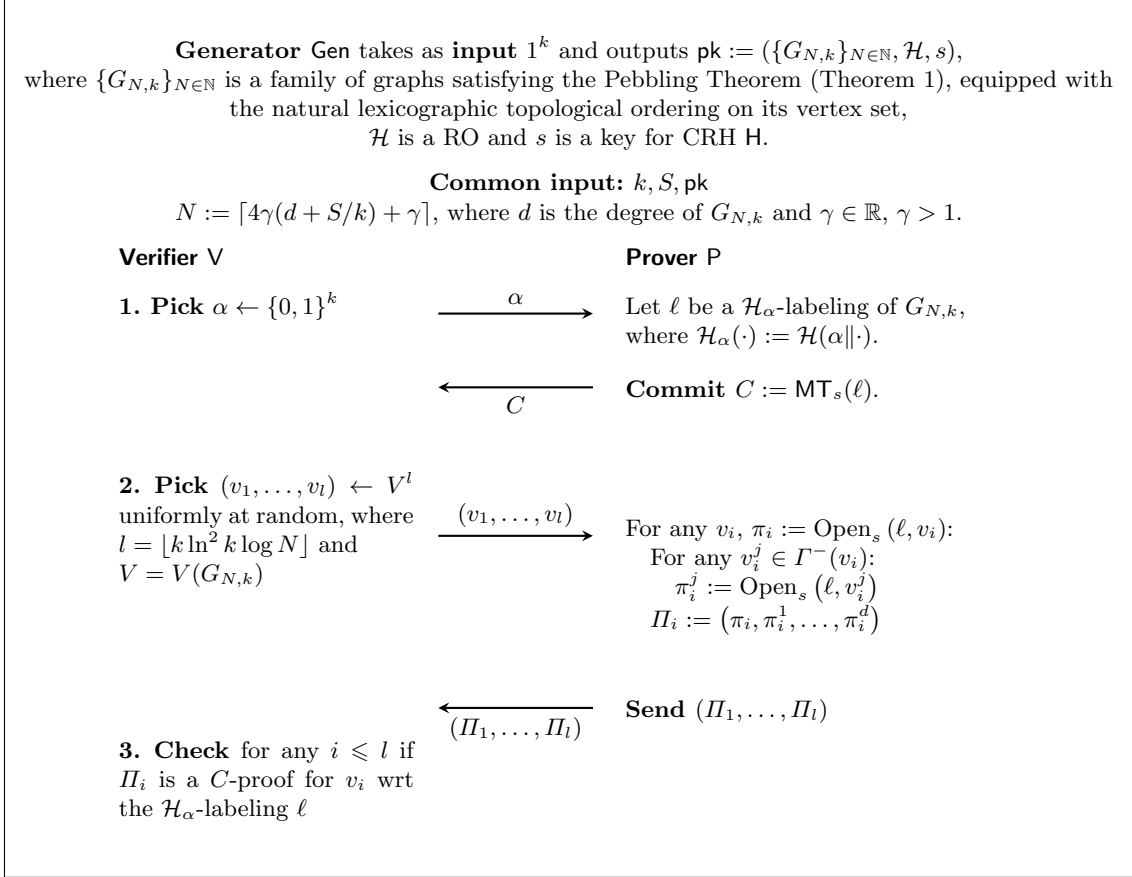 Generator Gen takes as input 1^k and outputs pk := ({G_{N,k}}_{N∈ℕ}, ℋ, s),
where {G_{N,k}}_{N∈ℕ} is a family of graphs satisfying the Pebbling Theorem (Theorem 1), equipped with
the natural lexicographic topological ordering on its vertex set,
ℋ is a RO and s is a key for CRH H.
Common input: k, S, pk
N := ⌈4γ(d + S/k) + γ⌉, where d is the degree of G_{N,k} and γ ∈ ℝ, γ > 1.
Verifier V
Prover P
1. Pick α ← {0, 1}^k
α
Let ℓ be a ℋ_α-labeling of G_{N,k},
where ℋ_α(·) := ℋ(α∥·).
Commit C := MT_s(ℓ).
C
2. Pick (v_1, . . . , v_l) ← V^l
uniformly at random, where
l = ⌊k ln² k log N⌋ and
V = V(G_{N,k})
(v_1, . . . , v_l)
For any v_i, π_i := Open_s (ℓ, v_i):
For any v_i^j ∈ Γ^−(v_i):
π_i^j := Open_s (ℓ, v_i^j)
Π_i := (π_i, π_i^1, . . . , π_i^d)
Send (Π_1, . . . , Π_l)
(Π_1, . . . , Π_l)
3. Check for any i ⩽ l if
Π_i is a C-proof for v_i wrt
the ℋ_α-labeling ℓ